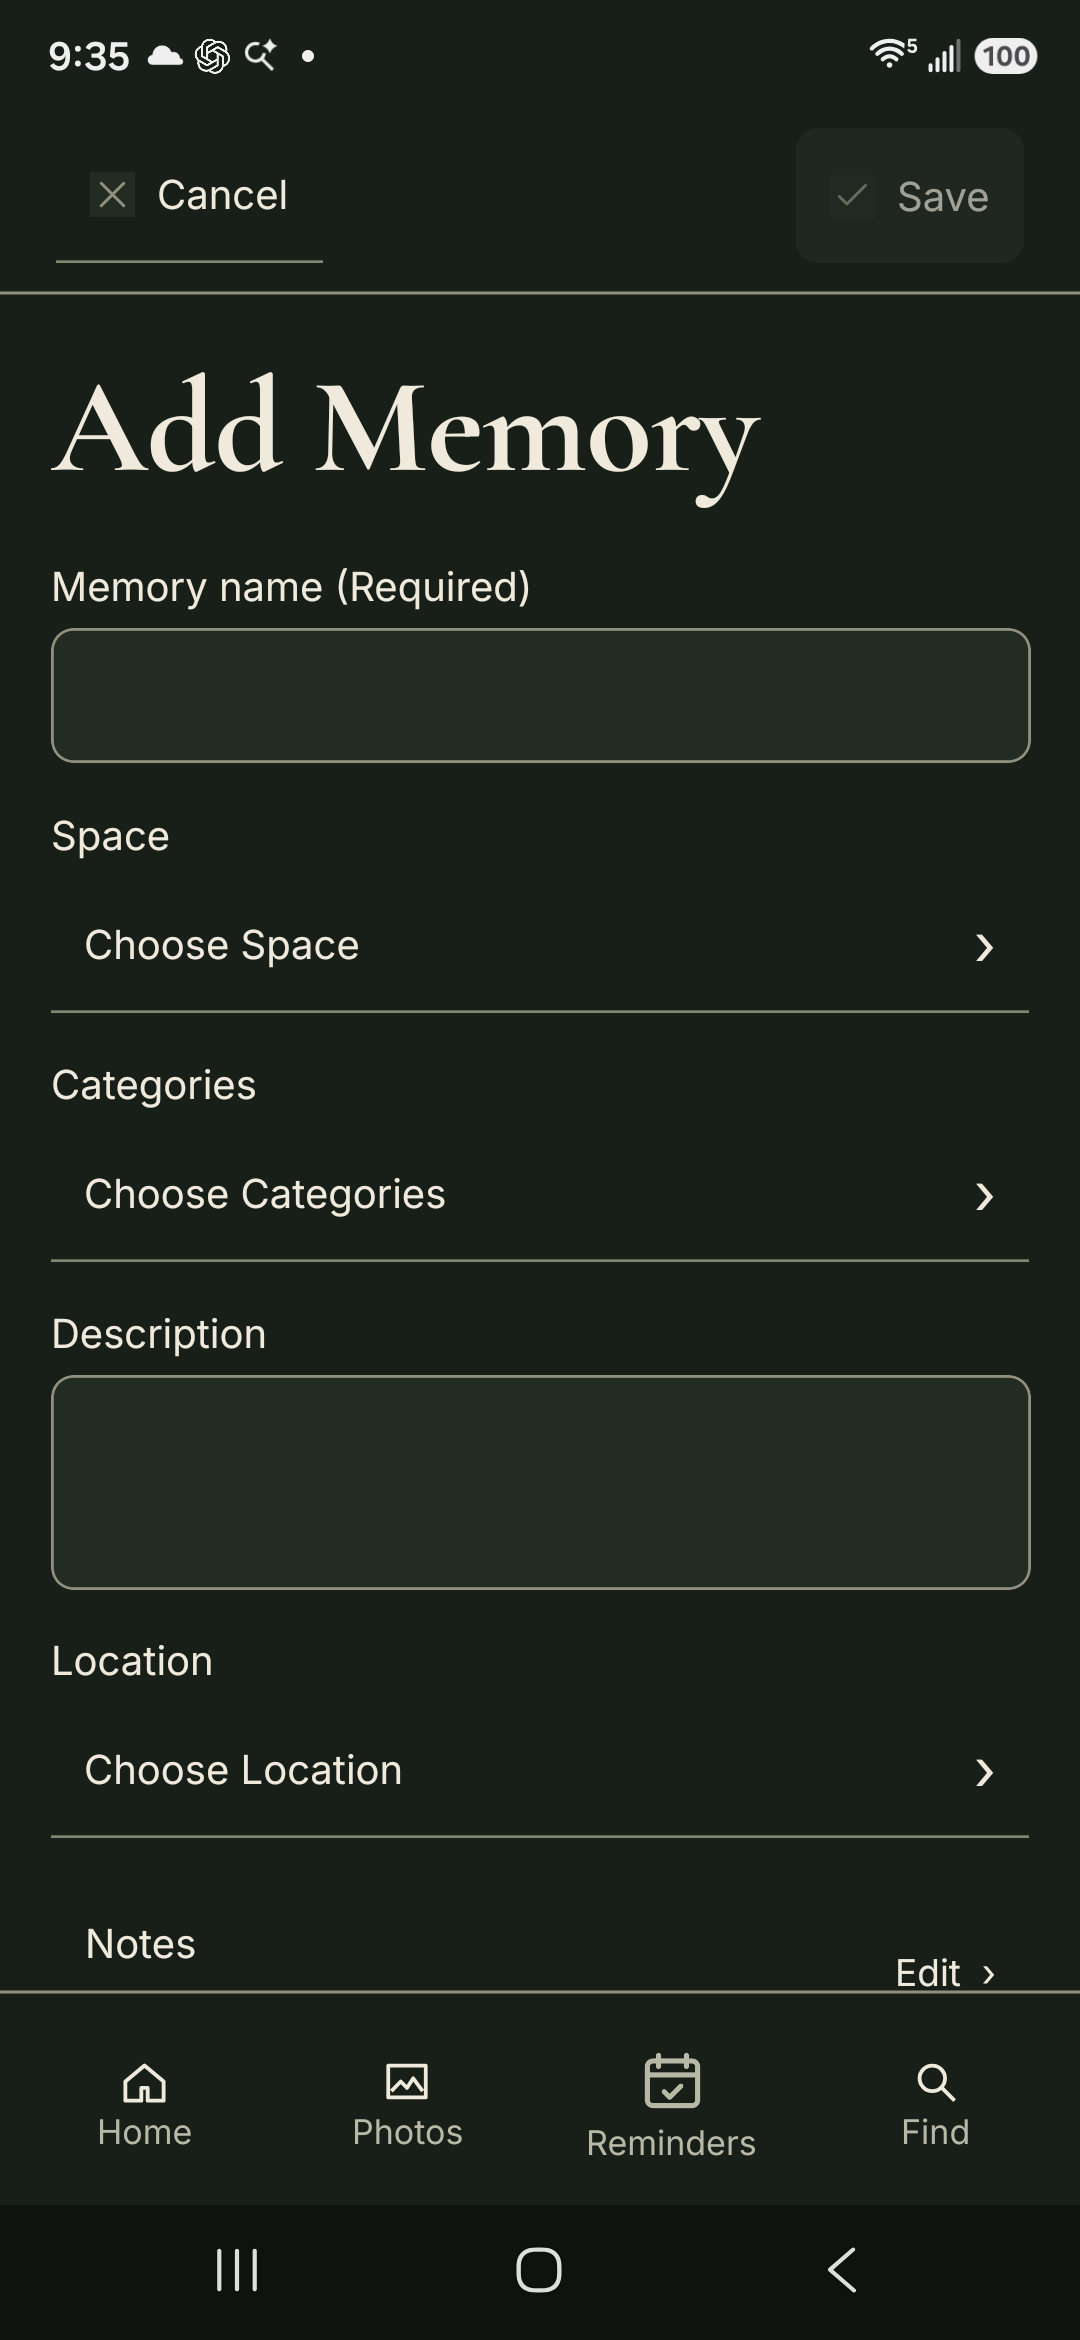 9:35
5
100
Cancel
Save
Add Memory
Memory name (Required)
Space
Choose Space
Categories
Choose Categories
Description
Location
Choose Location
Notes
Edit
Home
Photos
Reminders
Find